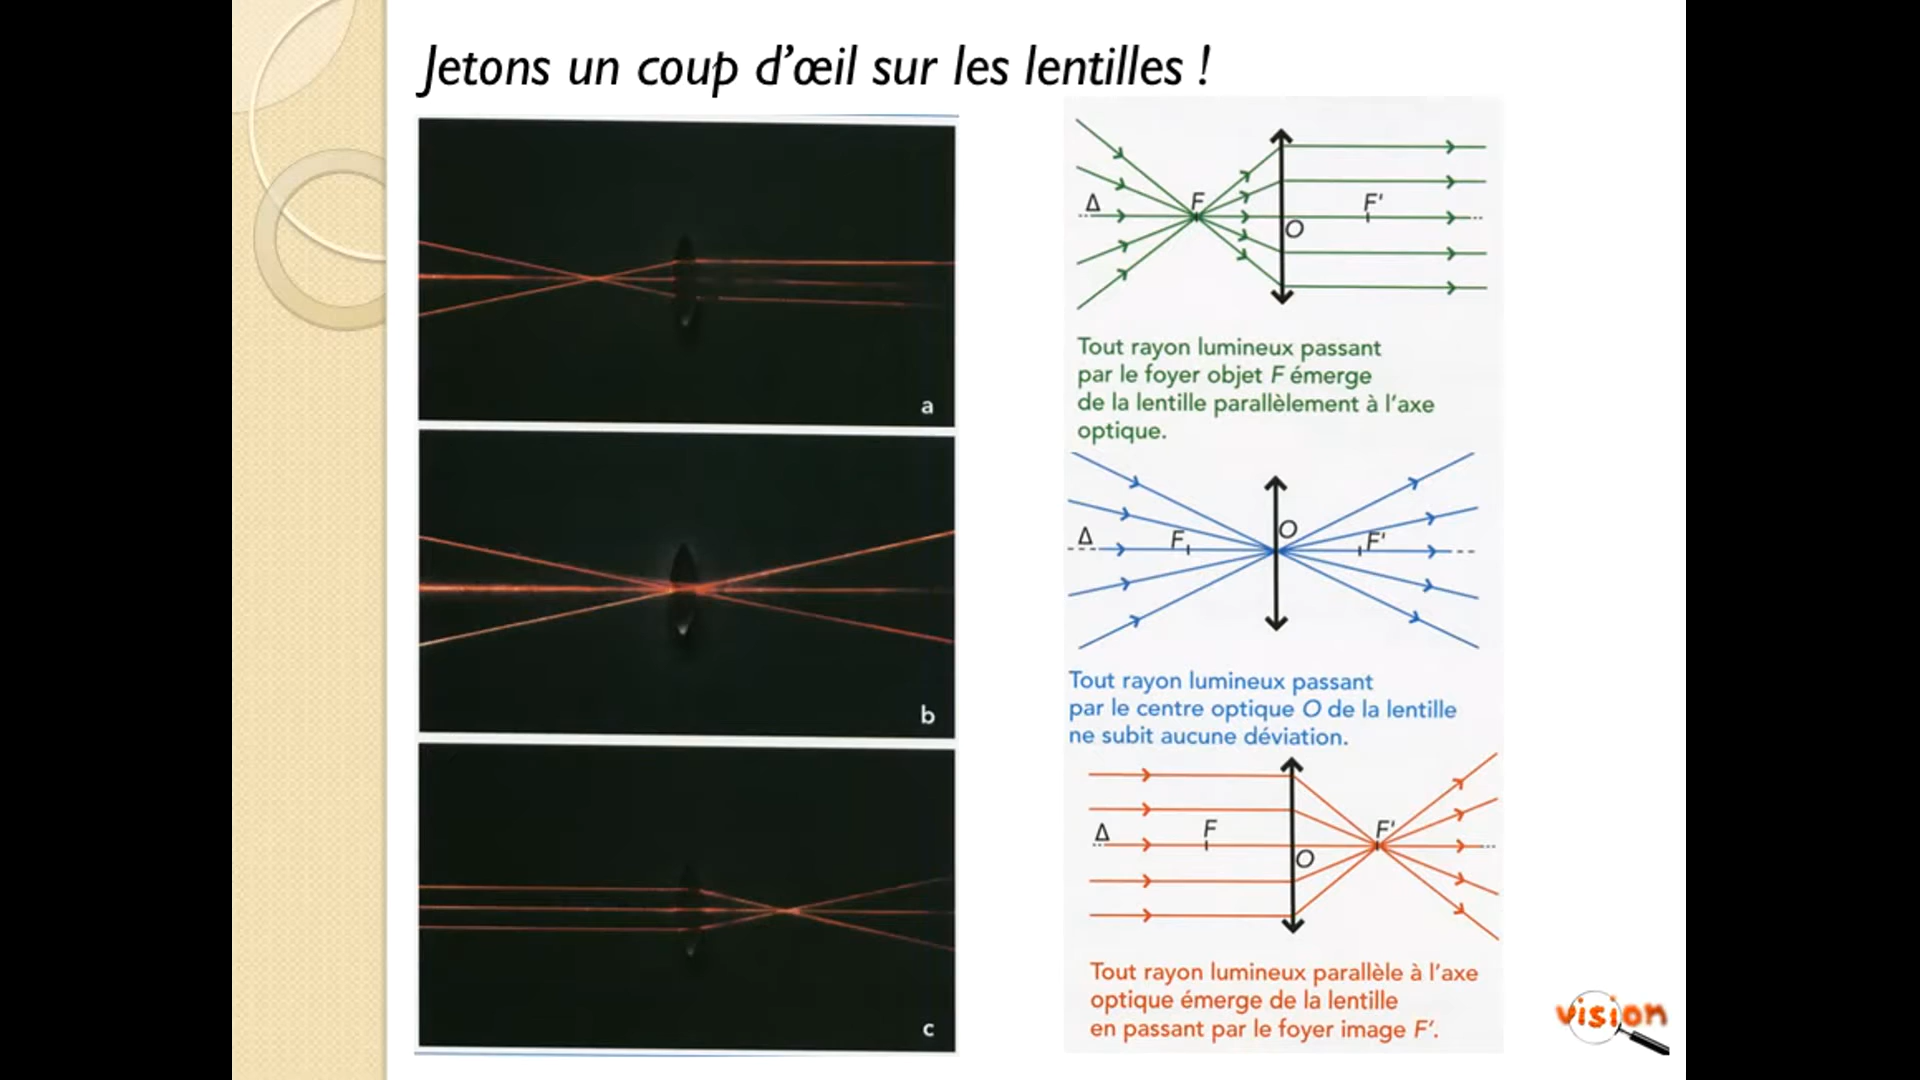 Jetons un coup d'œil sur les lentilles !
a
b
c
Δ
F
O
F'
Tout rayon lumineux passant
par le foyer objet F émerge
de la lentille parallèlement à l'axe
optique.
Δ
F
O
F'
Tout rayon lumineux passant
par le centre optique O de la lentille
ne subit aucune déviation.
Δ
F
O
F'
Tout rayon lumineux parallèle à l'axe
optique émerge de la lentille
en passant par le foyer image F'.
vision